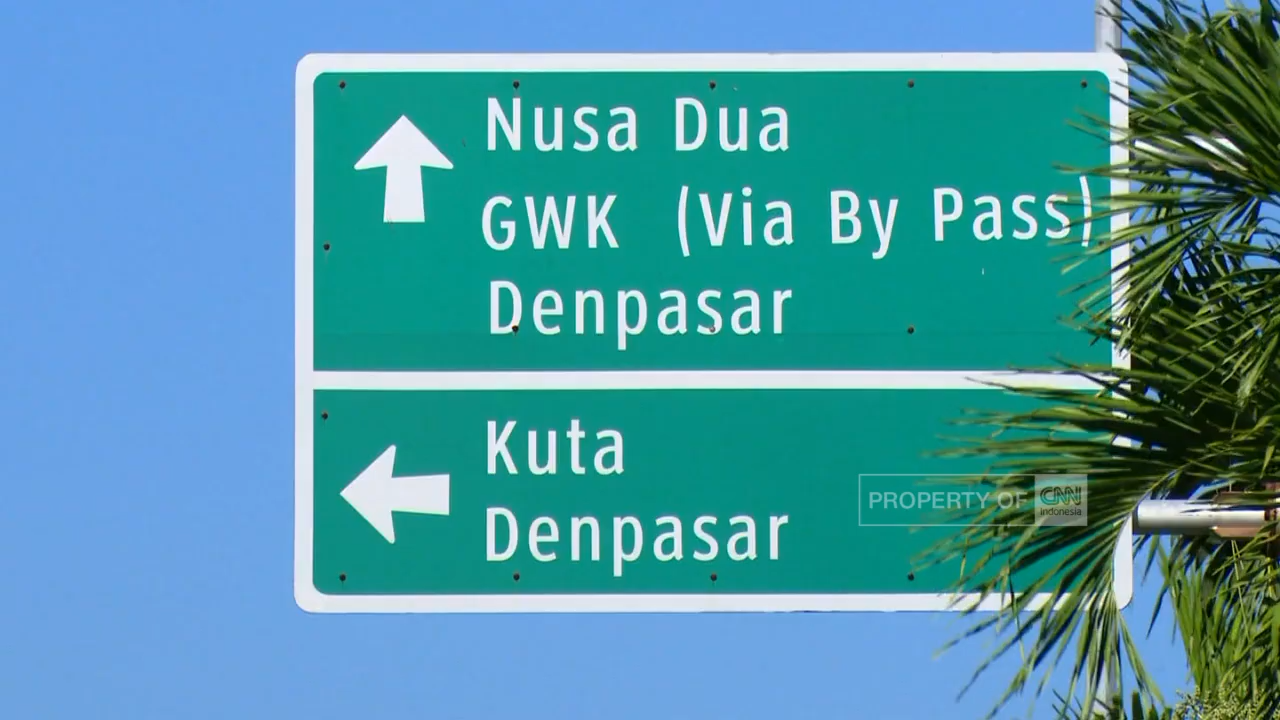 Nusa Dua
GWK (Via By Pass)
Denpasar
Kuta
Denpasar
PROPERTY OF CNN Indonesia